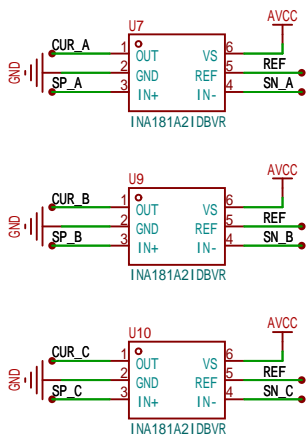 U7
AVCC
CUR_A 1 OUT VS 6
GND 2 GND REF 5 REF
SP_A 3 IN+ IN- 4 SN_A
INA181A2IDBVR
U9
AVCC
CUR_B 1 OUT VS 6
GND 2 GND REF 5 REF
SP_B 3 IN+ IN- 4 SN_B
INA181A2IDBVR
U10
AVCC
CUR_C 1 OUT VS 6
GND 2 GND REF 5 REF
SP_C 3 IN+ IN- 4 SN_C
INA181A2IDBVR